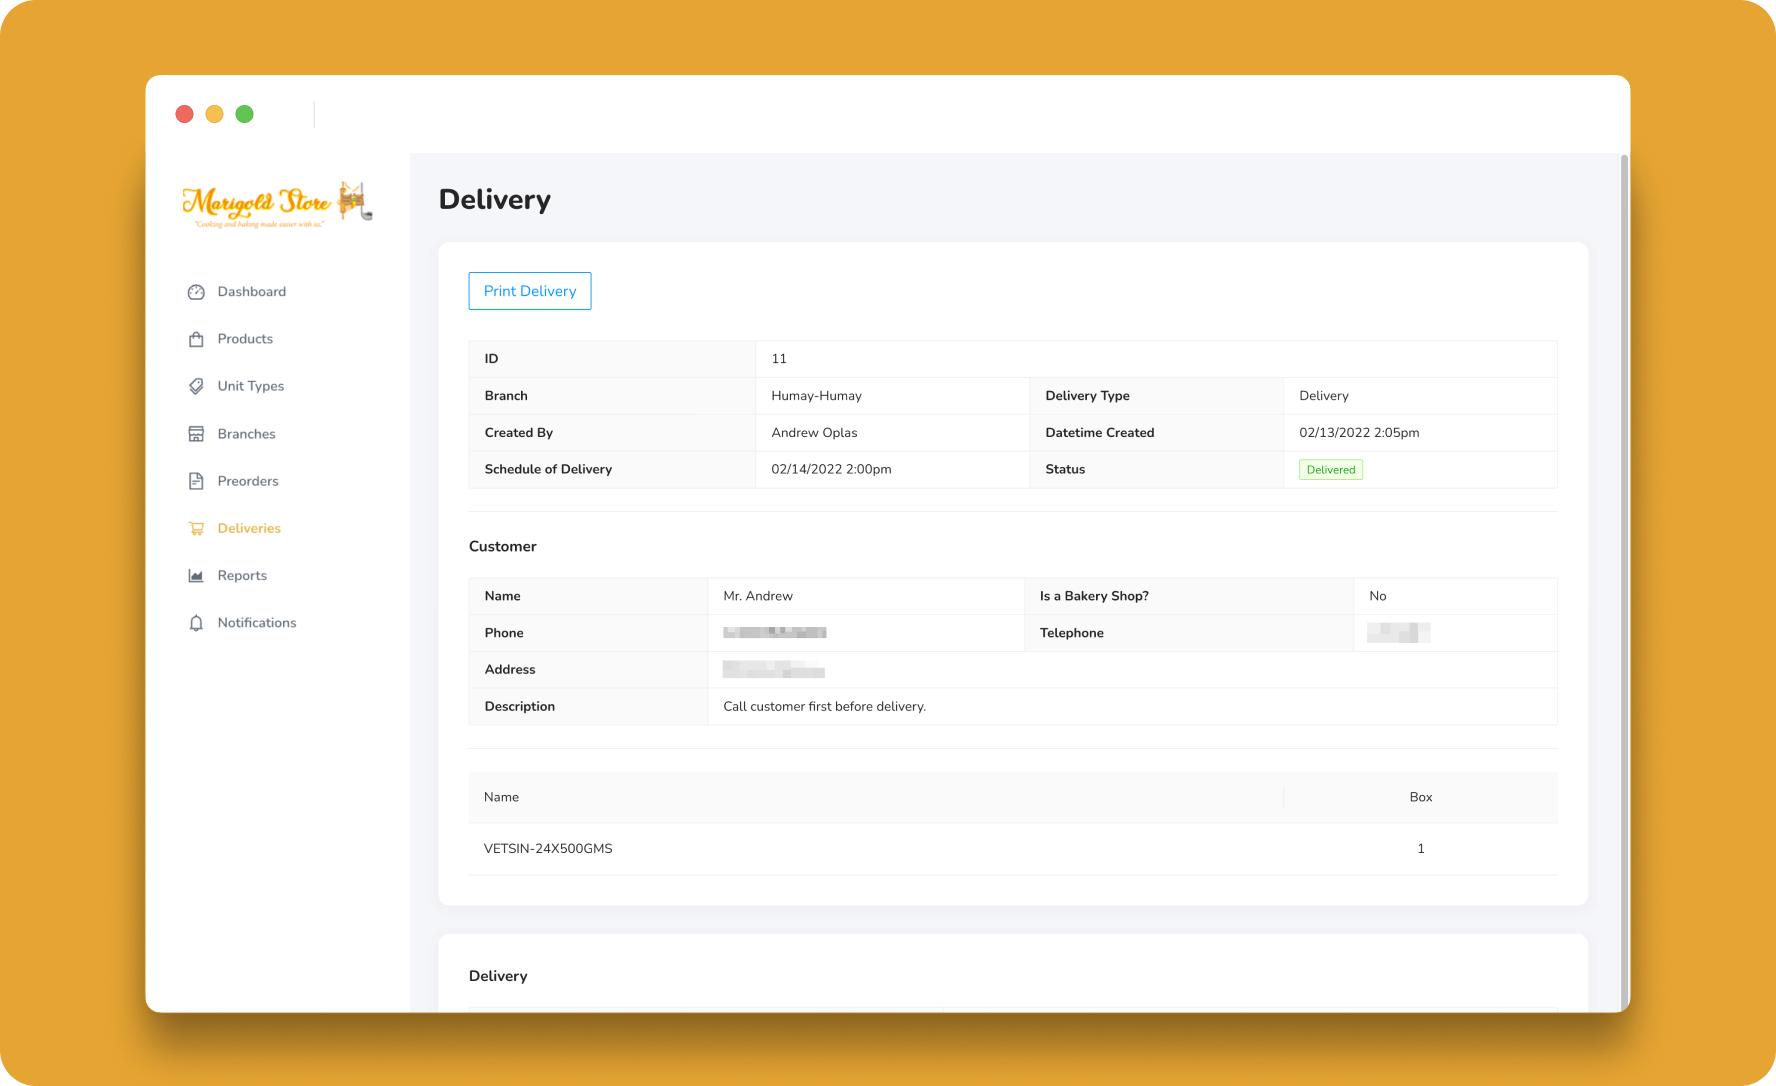 Marigold Store
"Cooking and baking made easier with us."
Dashboard
Products
Unit Types
Branches
Preorders
Deliveries
Reports
Notifications
Delivery
Print Delivery
ID 11
Branch Humay-Humay Delivery Type Delivery
Created By Andrew Oplas Datetime Created 02/13/2022 2:05pm
Schedule of Delivery 02/14/2022 2:00pm Status Delivered
Customer
Name Mr. Andrew Is a Bakery Shop? No
Phone Telephone
Address
Description Call customer first before delivery.
Name Box
VETSIN-24X500GMS 1
Delivery